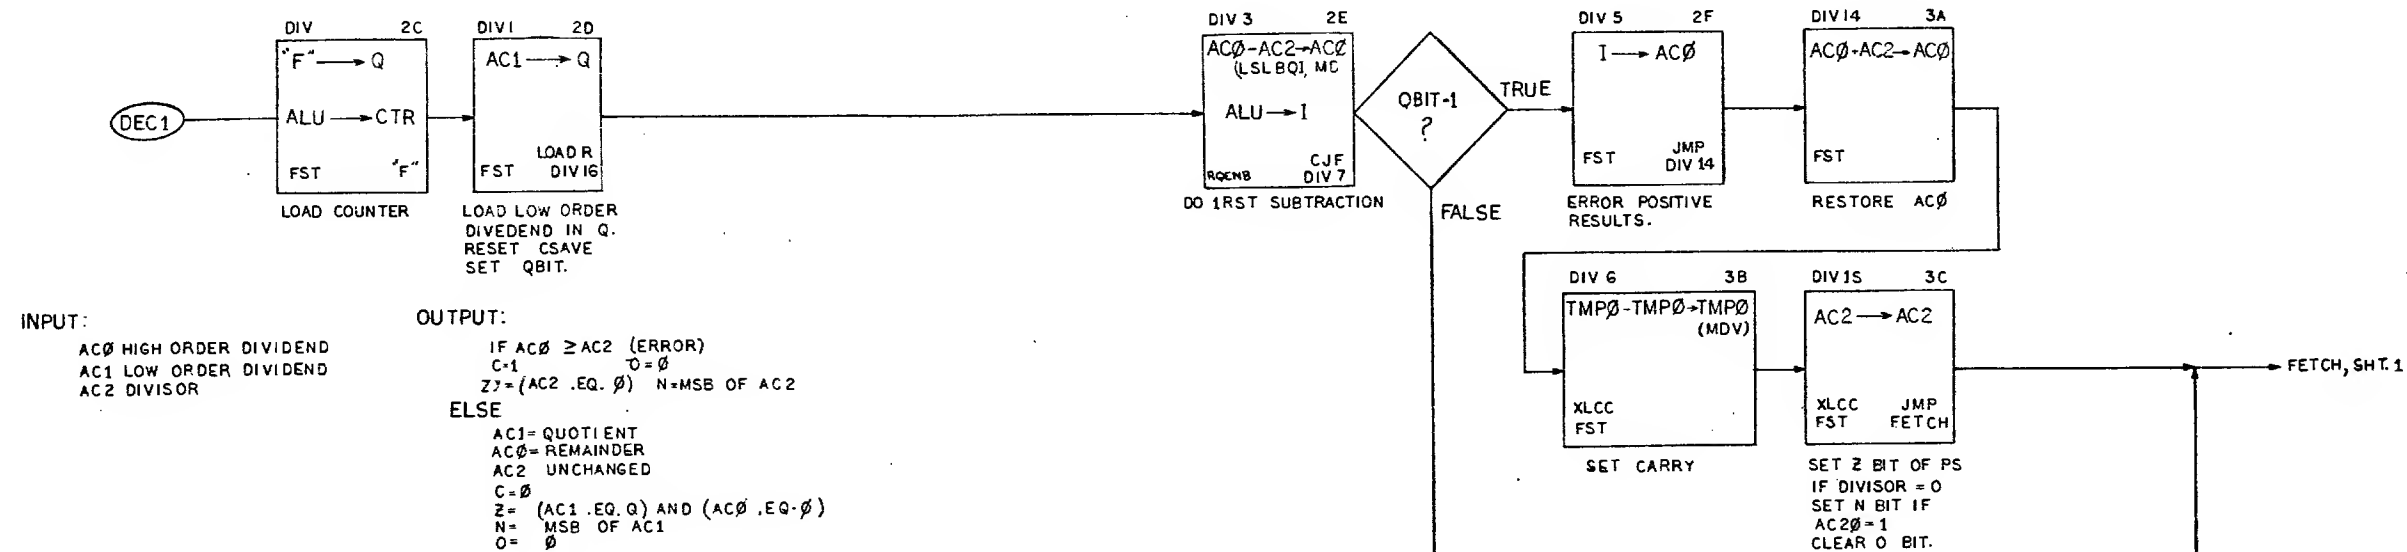 DEC1
DIV 2C
"F" → Q
ALU → CTR
FST "F"
LOAD COUNTER
DIV1 2D
AC1 → Q
LOAD R
FST DIV16
LOAD LOW ORDER
DIVEDEND IN Q.
RESET CSAVE
SET QBIT.
DIV 3 2E
ACØ-AC2→ACØ
(LSLBQI, MC
ALU → I
CJF
RQENB DIV 7
DO 1RST SUBTRACTION
QBIT-1
?
TRUE
FALSE
DIV 5 2F
I → ACØ
JMP
FST DIV 14
ERROR POSITIVE
RESULTS.
DIV14 3A
ACØ+AC2→ACØ
FST
RESTORE ACØ
DIV 6 3B
TMPØ-TMPØ→TMPØ
(MDV)
XLCC
FST
SET CARRY
DIV1S 3C
AC2 → AC2
XLCC JMP
FST FETCH
SET Z BIT OF PS
IF DIVISOR = 0
SET N BIT IF
AC2Ø=1
CLEAR O BIT.
FETCH, SHT. 1
INPUT:
ACØ HIGH ORDER DIVIDEND
AC1 LOW ORDER DIVIDEND
AC2 DIVISOR
OUTPUT:
IF ACØ ≥ AC2 (ERROR)
C=1 O=Ø
Z=(AC2 .EQ. Ø) N=MSB OF AC2
ELSE
AC1= QUOTIENT
ACØ= REMAINDER
AC2 UNCHANGED
C=Ø
Z= (AC1 .EQ. Q) AND (ACØ .EQ-Ø)
N= MSB OF AC1
O= Ø